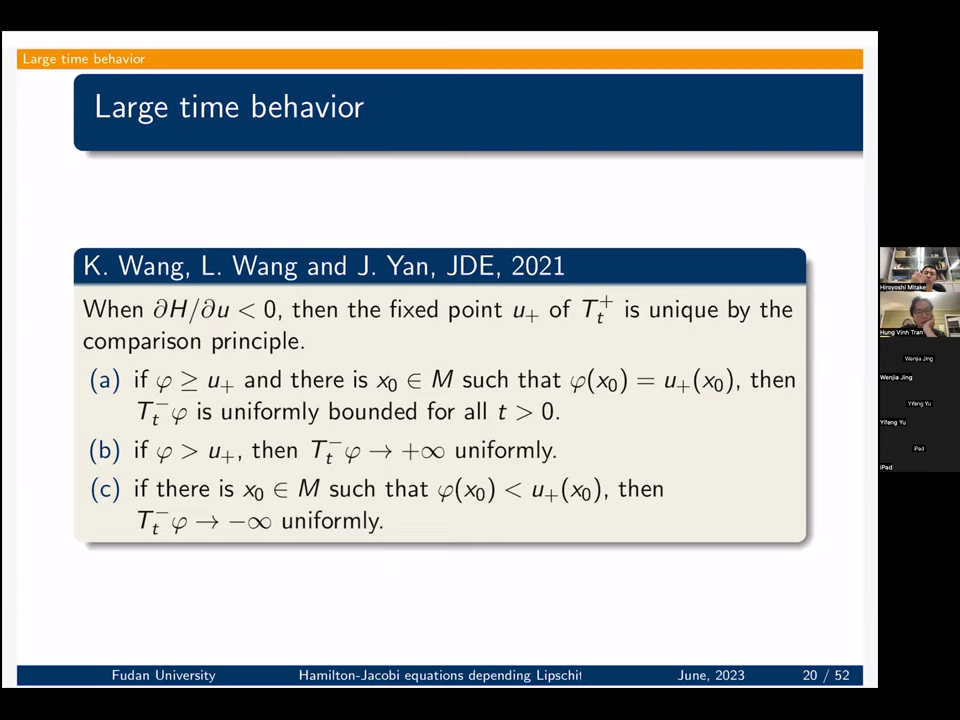 Large time behavior
Large time behavior
K. Wang, L. Wang and J. Yan, JDE, 2021
When ∂H/∂u < 0, then the fixed point u₊ of Tₜ⁺ is unique by the
comparison principle.
(a) if φ ≥ u₊ and there is x₀ ∈ M such that φ(x₀) = u₊(x₀), then
Tₜ⁻φ is uniformly bounded for all t > 0.
(b) if φ > u₊, then Tₜ⁻φ → +∞ uniformly.
(c) if there is x₀ ∈ M such that φ(x₀) < u₊(x₀), then
Tₜ⁻φ → −∞ uniformly.
Fudan University Hamilton-Jacobi equations depending Lipschit June, 2023 20 / 52
Hiroyoshi Mitake
Hung Vinh Tran
Wenjia Jing
Wenjia Jing
Yifeng Yu
Yifeng Yu
iPad
iPad